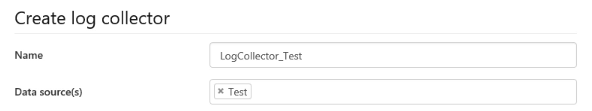 Create log collector
Name
LogCollector_Test
Data source(s)
✖ Test